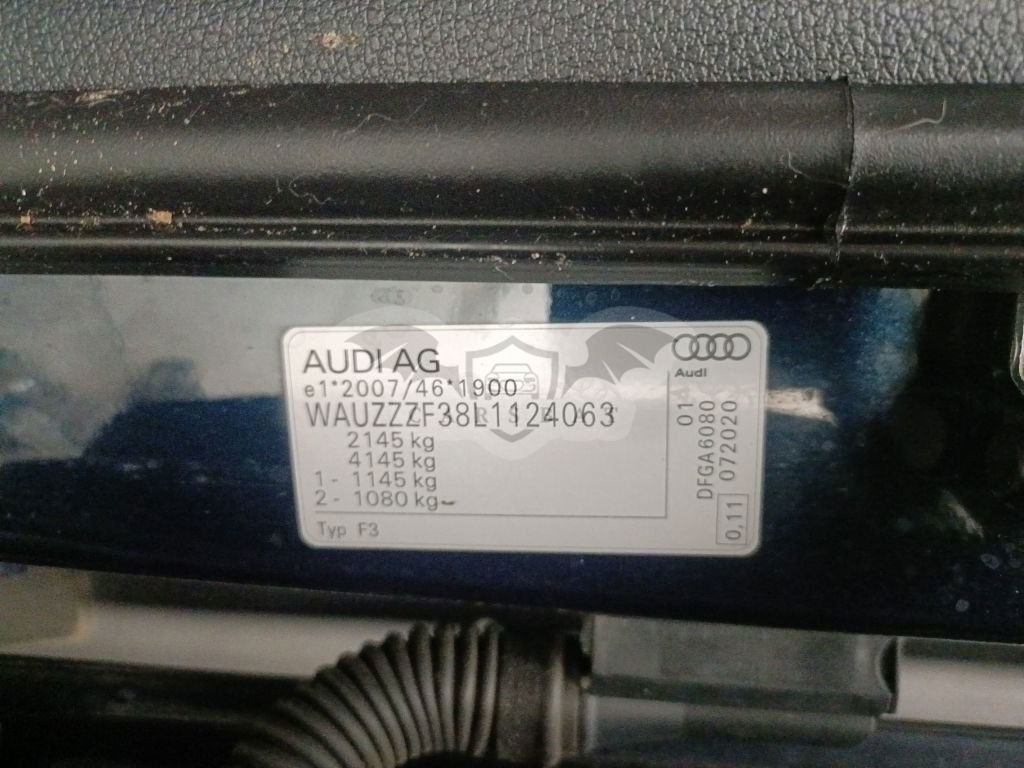 AUDI AG
e1*2007/46*1900
WAUZZZF38L1124063
2145 kg
4145 kg
1 - 1145 kg
2 - 1080 kg
Typ F3
Audi
01
DFGA6080
072020
0,11